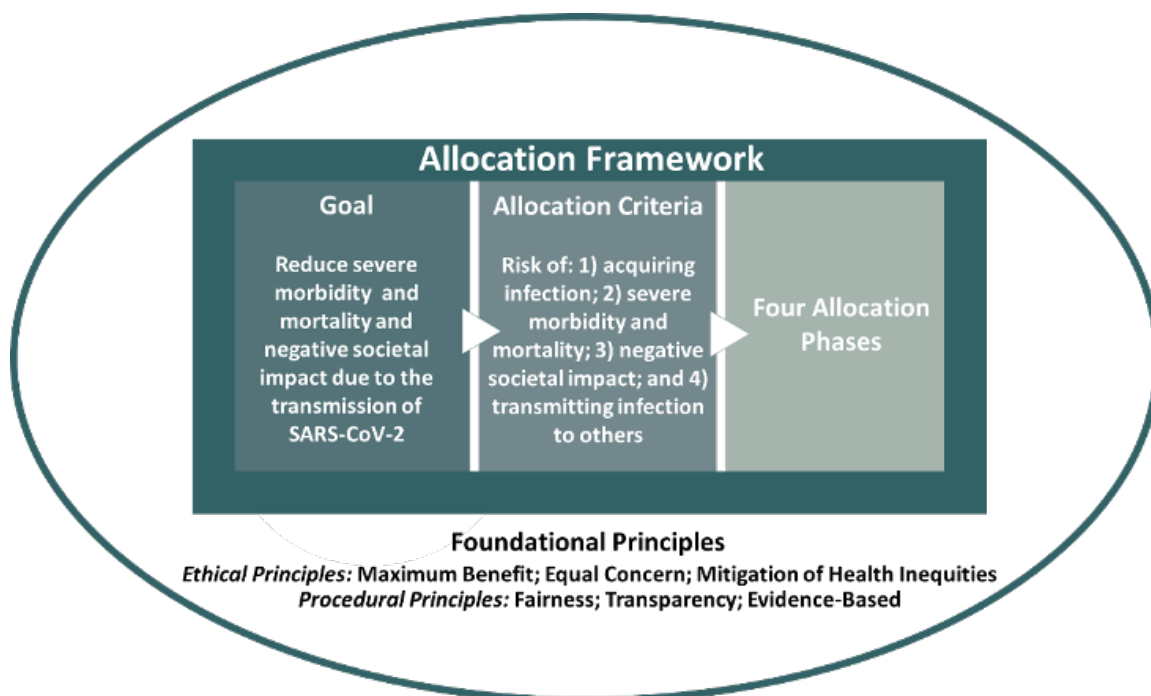 Allocation Framework
Goal
Reduce severe
morbidity and
mortality and
negative societal
impact due to the
transmission of
SARS-CoV-2
Allocation Criteria
Risk of: 1) acquiring
infection; 2) severe
morbidity and
mortality; 3) negative
societal impact; and 4)
transmitting infection
to others
Four Allocation
Phases
Foundational Principles
Ethical Principles: Maximum Benefit; Equal Concern; Mitigation of Health Inequities
Procedural Principles: Fairness; Transparency; Evidence-Based